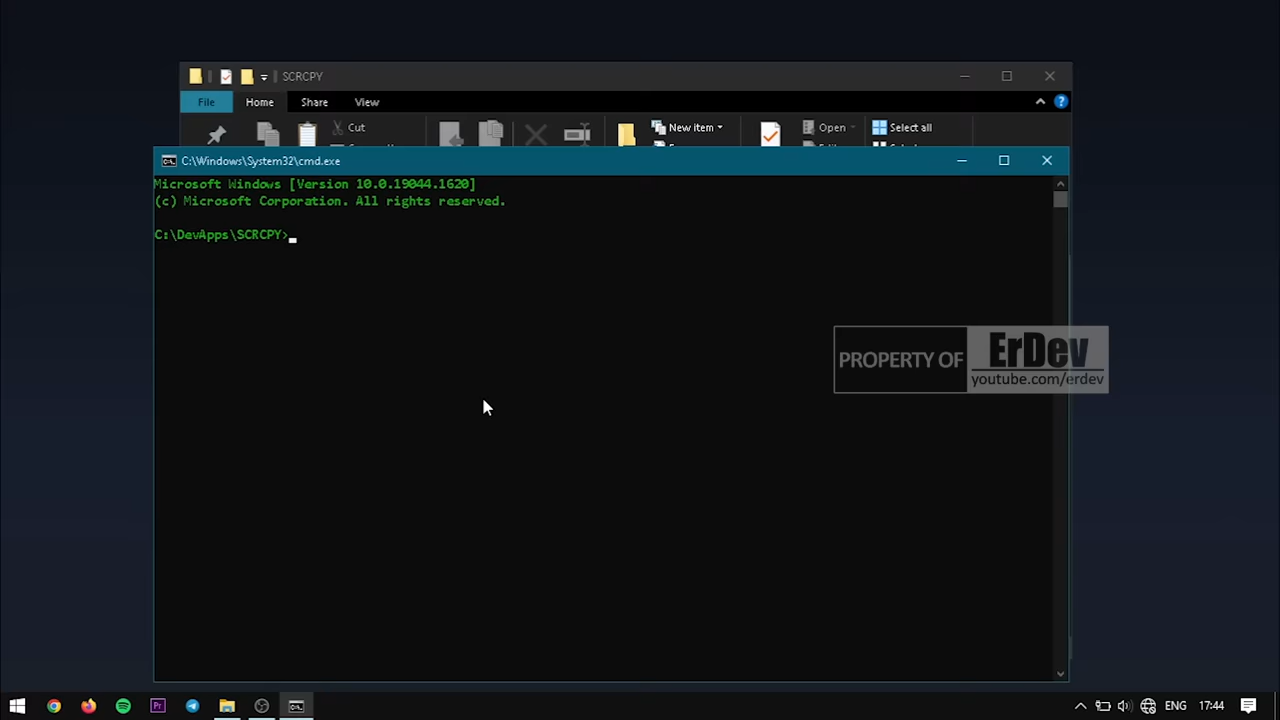 SCRCPY
File Home Share View
Cut
New item
Open
Select all
C:\Windows\System32\cmd.exe
Microsoft Windows [Version 10.0.19044.1620]
(c) Microsoft Corporation. All rights reserved.
C:\DevApps\SCRCPY>
PROPERTY OF
ErDev
youtube.com/erdev
Pr
ENG
17:44